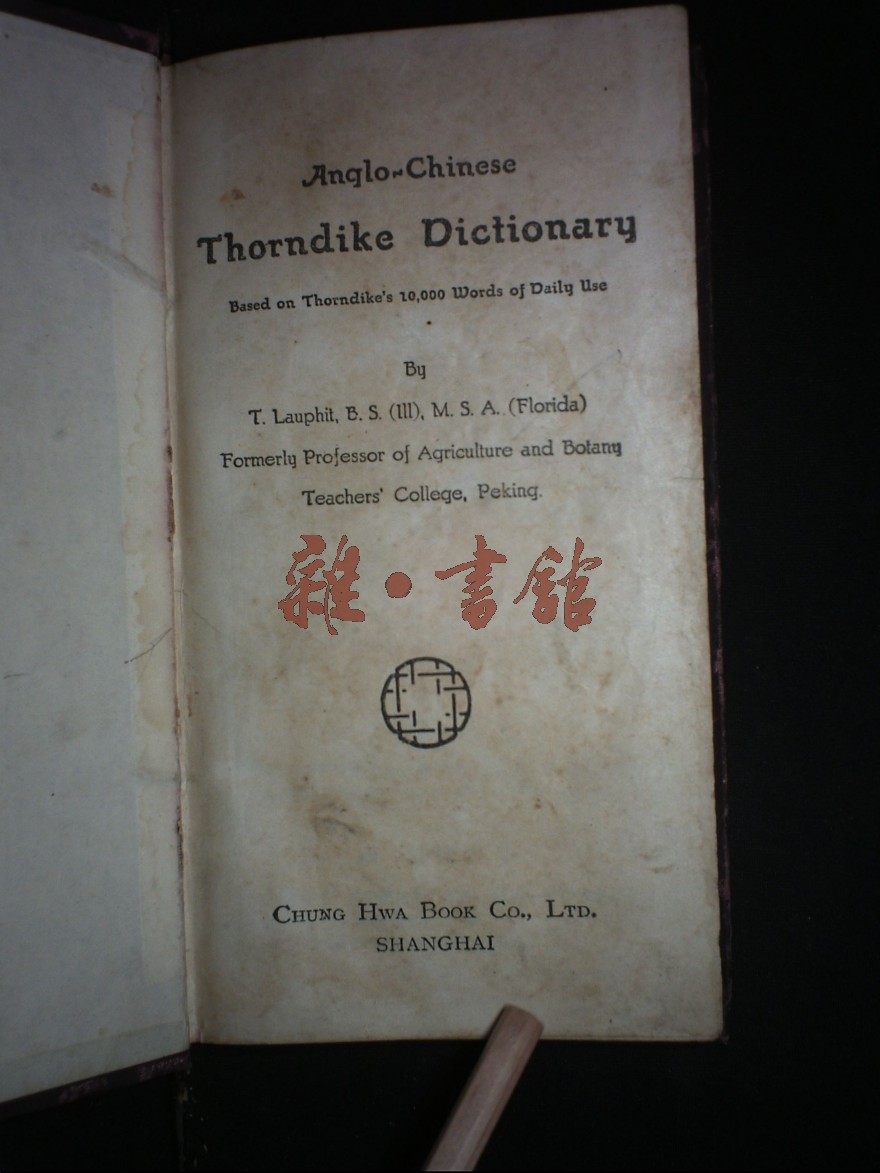 Anglo-Chinese
Thorndike Dictionary
Based on Thorndike's 10,000 Words of Daily Use
By
T. Lauphit, B. S. (Ill), M. S. A. (Florida)
Formerly Professor of Agriculture and Botany
Teachers' College, Peking.
雜·書館
CHUNG HWA BOOK CO., LTD.
SHANGHAI